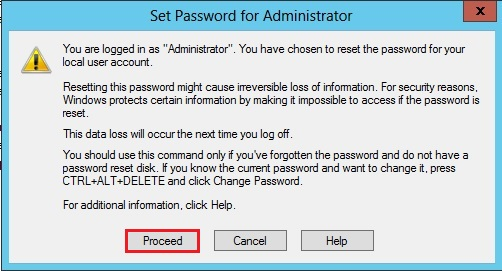 Set Password for Administrator
x
You are logged in as "Administrator". You have chosen to reset the password for your
local user account.
Resetting this password might cause irreversible loss of information. For security reasons,
Windows protects certain information by making it impossible to access if the password is
reset.
This data loss will occur the next time you log off.
You should use this command only if you've forgotten the password and do not have a
password reset disk. If you know the current password and want to change it, press
CTRL+ALT+DELETE and click Change Password.
For additional information, click Help.
Proceed
Cancel
Help